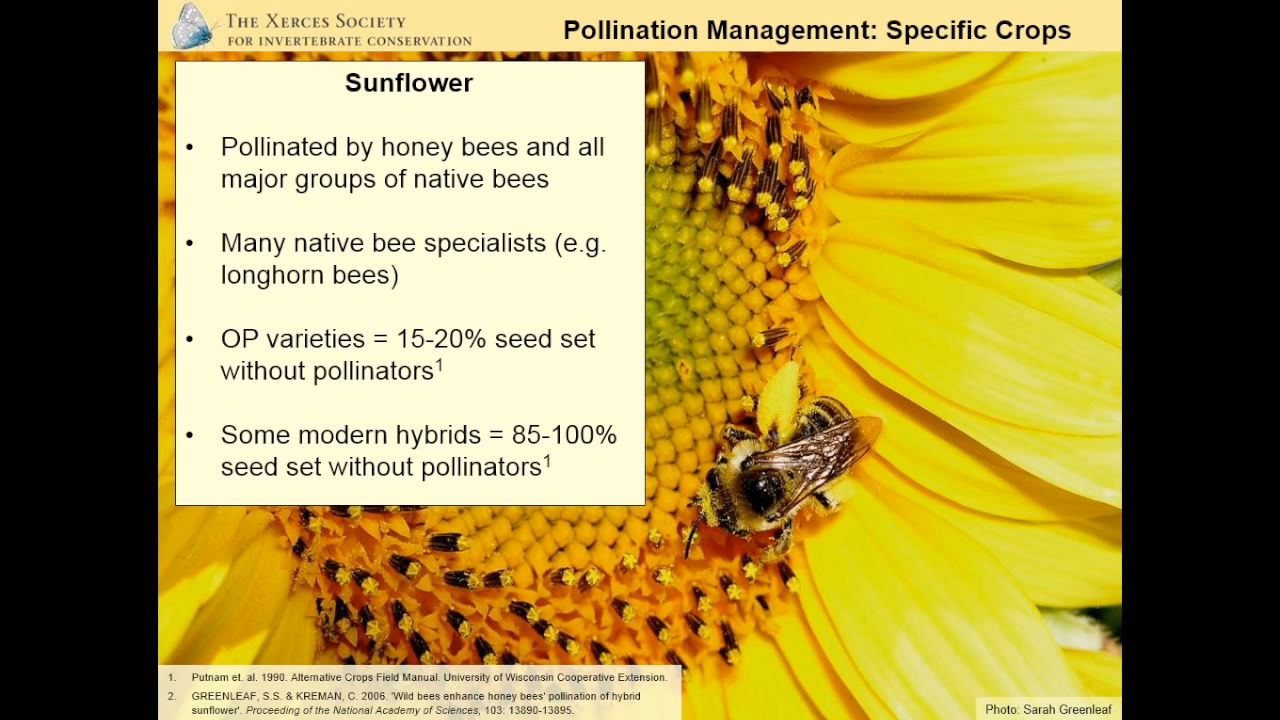 THE XERCES SOCIETY
FOR INVERTEBRATE CONSERVATION
Pollination Management: Specific Crops
Sunflower
• Pollinated by honey bees and all
major groups of native bees
• Many native bee specialists (e.g.
longhorn bees)
• OP varieties = 15-20% seed set
without pollinators1
• Some modern hybrids = 85-100%
seed set without pollinators1
1. Putnam et. al. 1990. Alternative Crops Field Manual. University of Wisconsin Cooperative Extension.
2. GREENLEAF, S.S. & KREMAN, C. 2006. 'Wild bees enhance honey bees' pollination of hybrid
sunflower'. Proceeding of the National Academy of Sciences, 103: 13890-13895.
Photo: Sarah Greenleaf